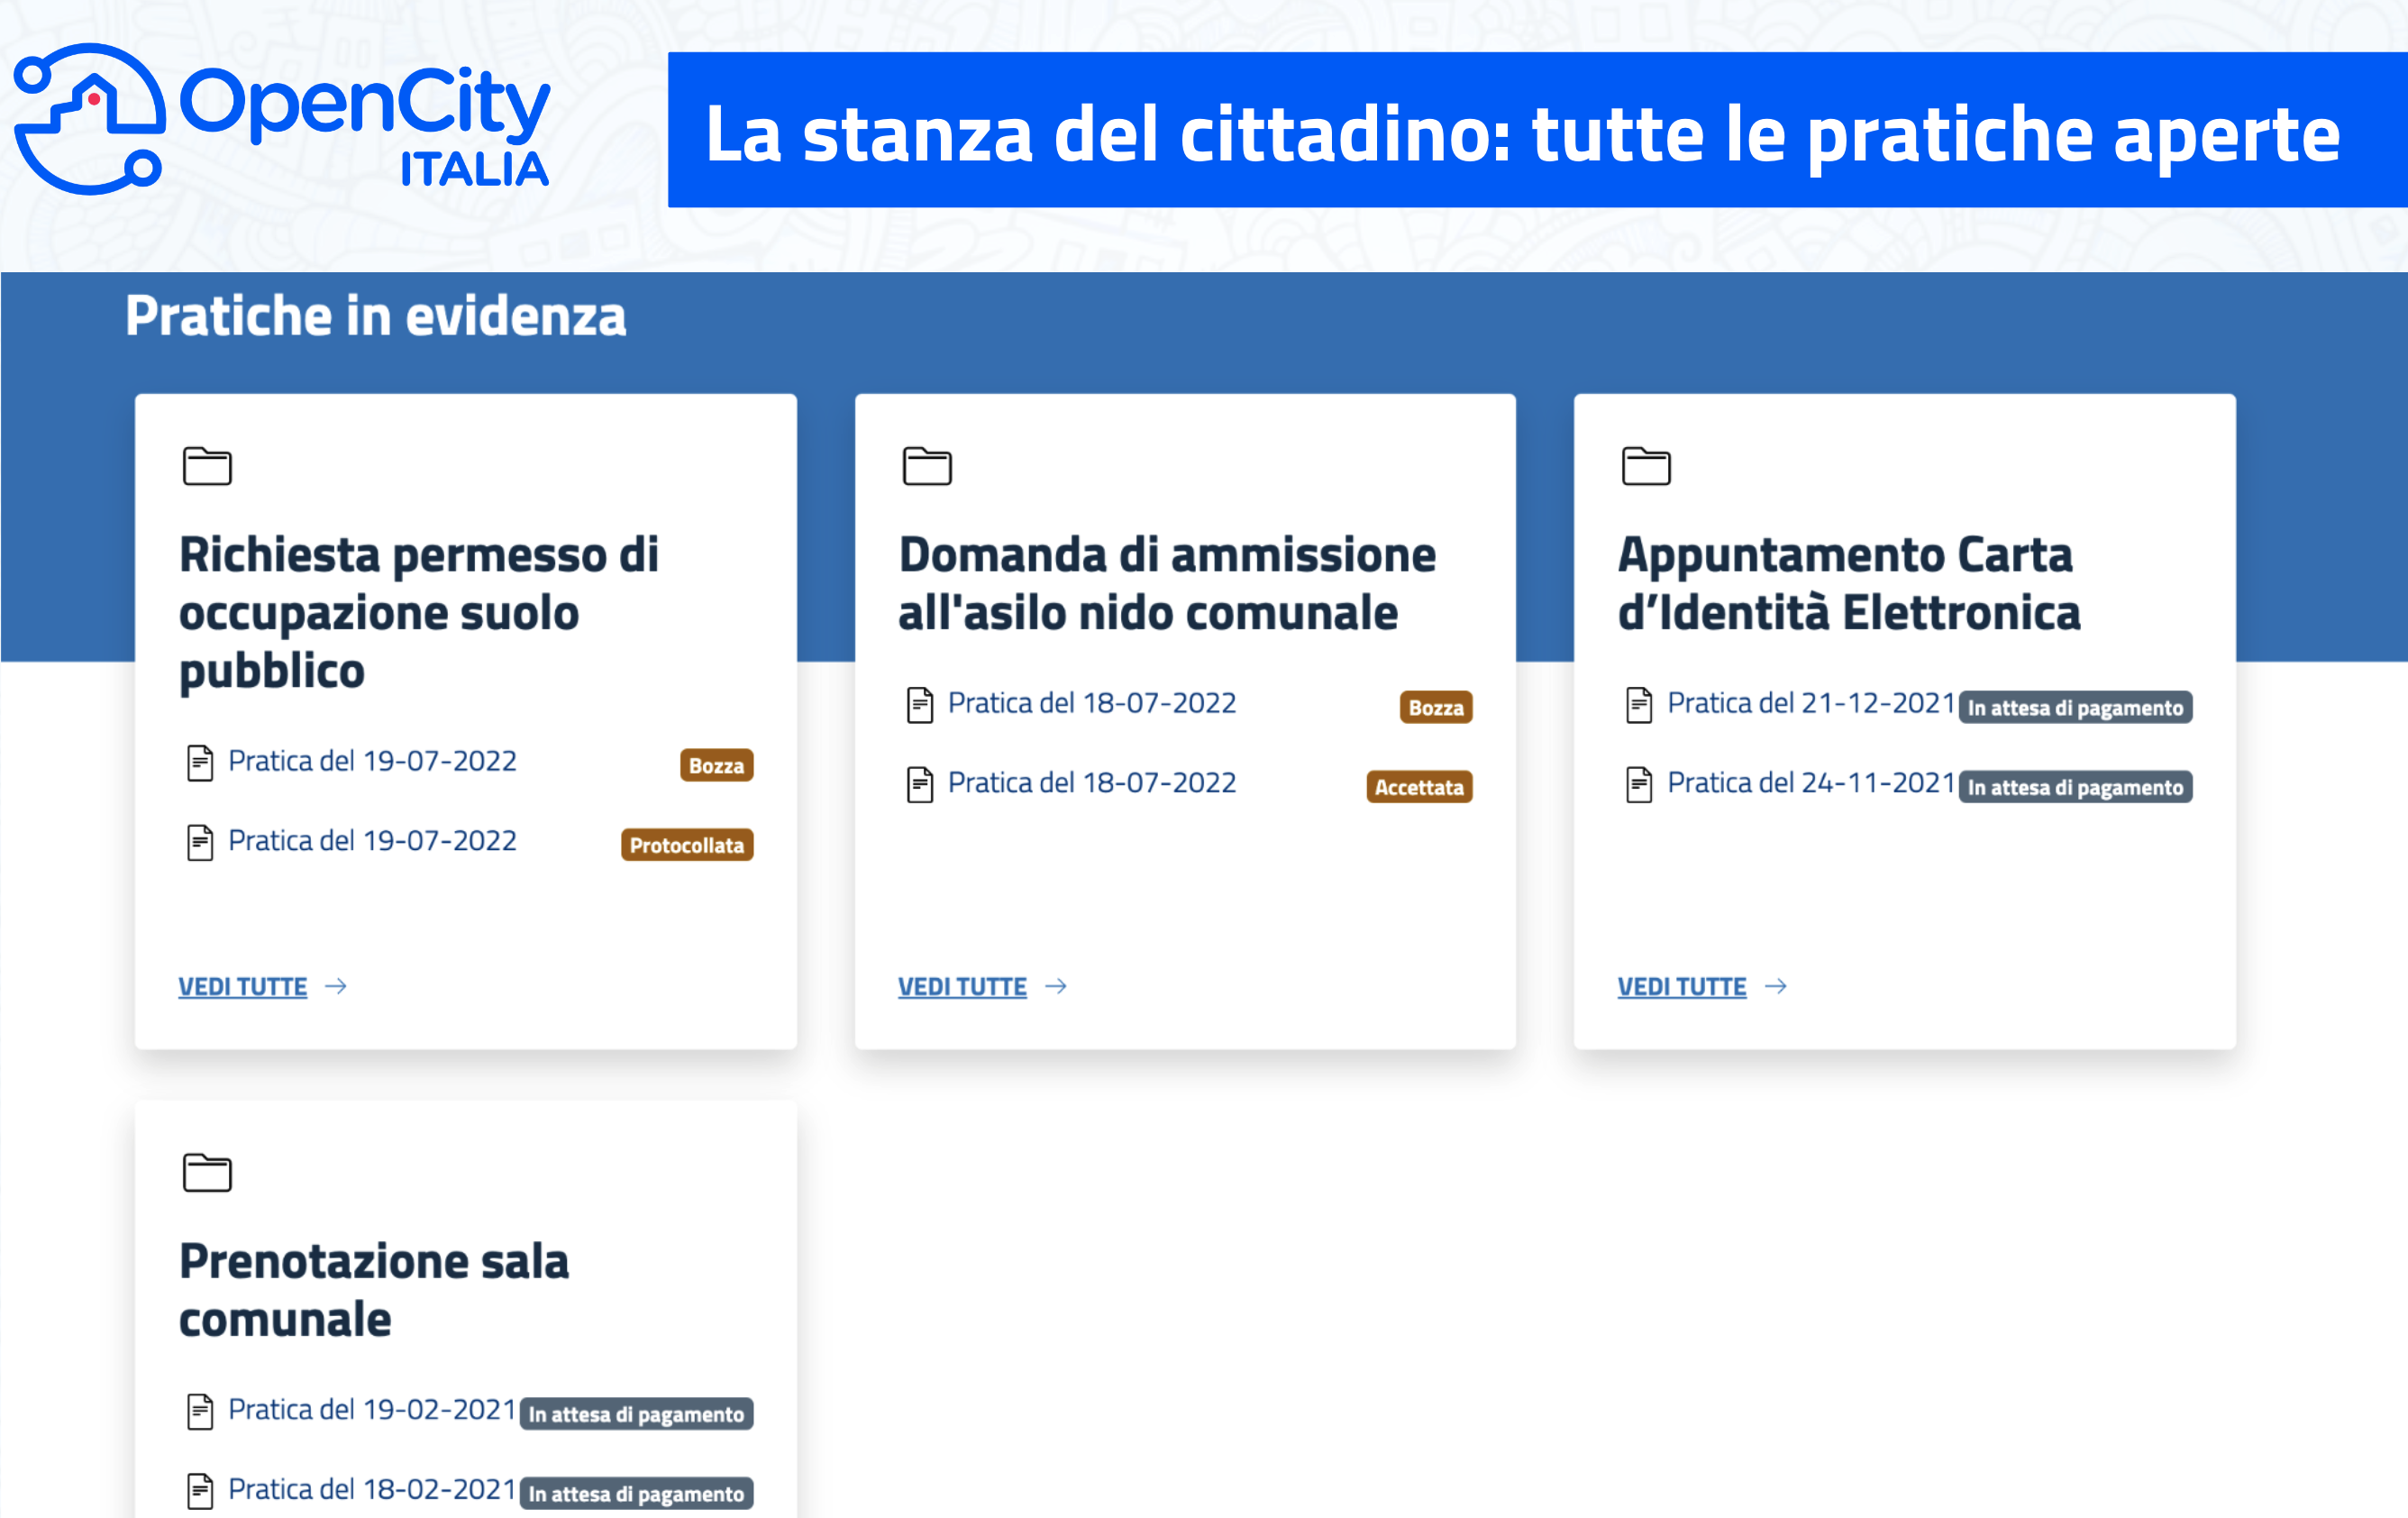 OpenCity
ITALIA
La stanza del cittadino: tutte le pratiche aperte
Pratiche in evidenza
Richiesta permesso di
occupazione suolo
pubblico
Pratica del 19-07-2022 Bozza
Pratica del 19-07-2022 Protocollata
VEDI TUTTE
Domanda di ammissione
all'asilo nido comunale
Pratica del 18-07-2022 Bozza
Pratica del 18-07-2022 Accettata
VEDI TUTTE
Appuntamento Carta
d’Identità Elettronica
Pratica del 21-12-2021 In attesa di pagamento
Pratica del 24-11-2021 In attesa di pagamento
VEDI TUTTE
Prenotazione sala
comunale
Pratica del 19-02-2021 In attesa di pagamento
Pratica del 18-02-2021 In attesa di pagamento